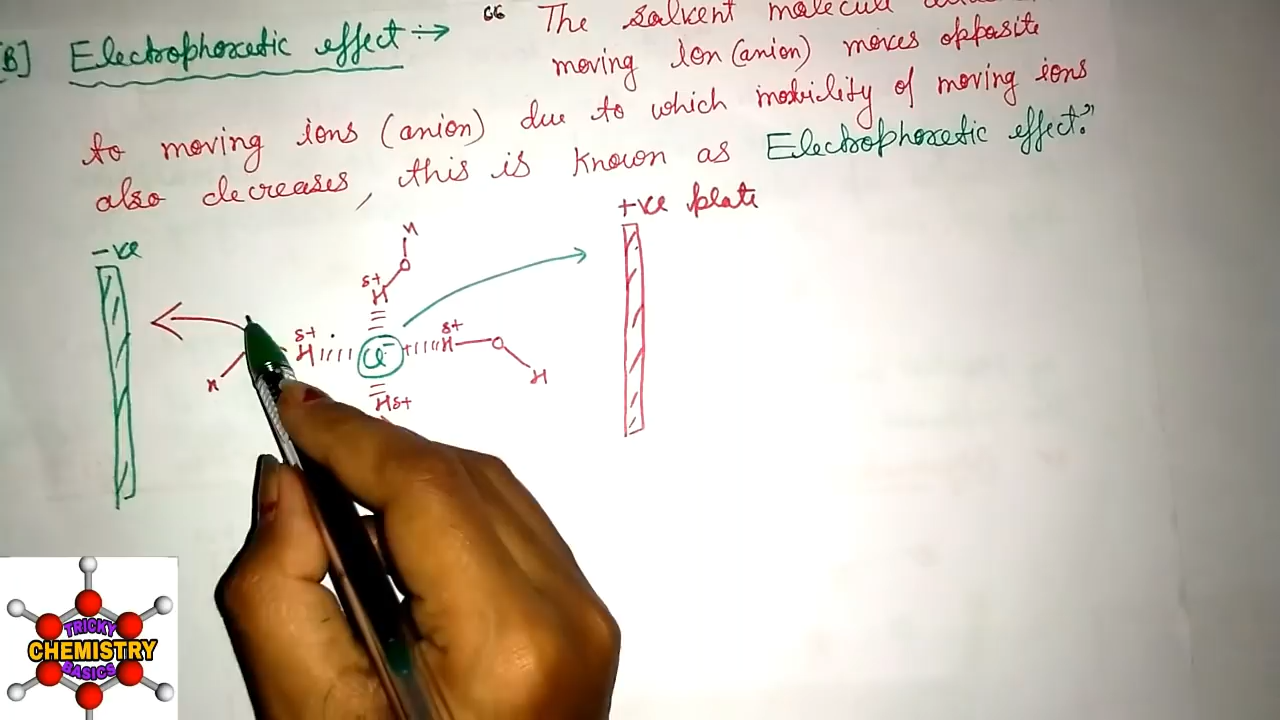 B] Electrophoretic effect → “ The solvent molecule
moving Ion (anion) moves opposite
to moving ions (anion) due to which mobility of moving ions
also decreases, this is known as Electrophoretic effect.”
-ve
+ve plate
H
O
δ+
H
δ+ δ+
H Cl- H O
H H
H δ+
TRICKY
CHEMISTRY
BASICS